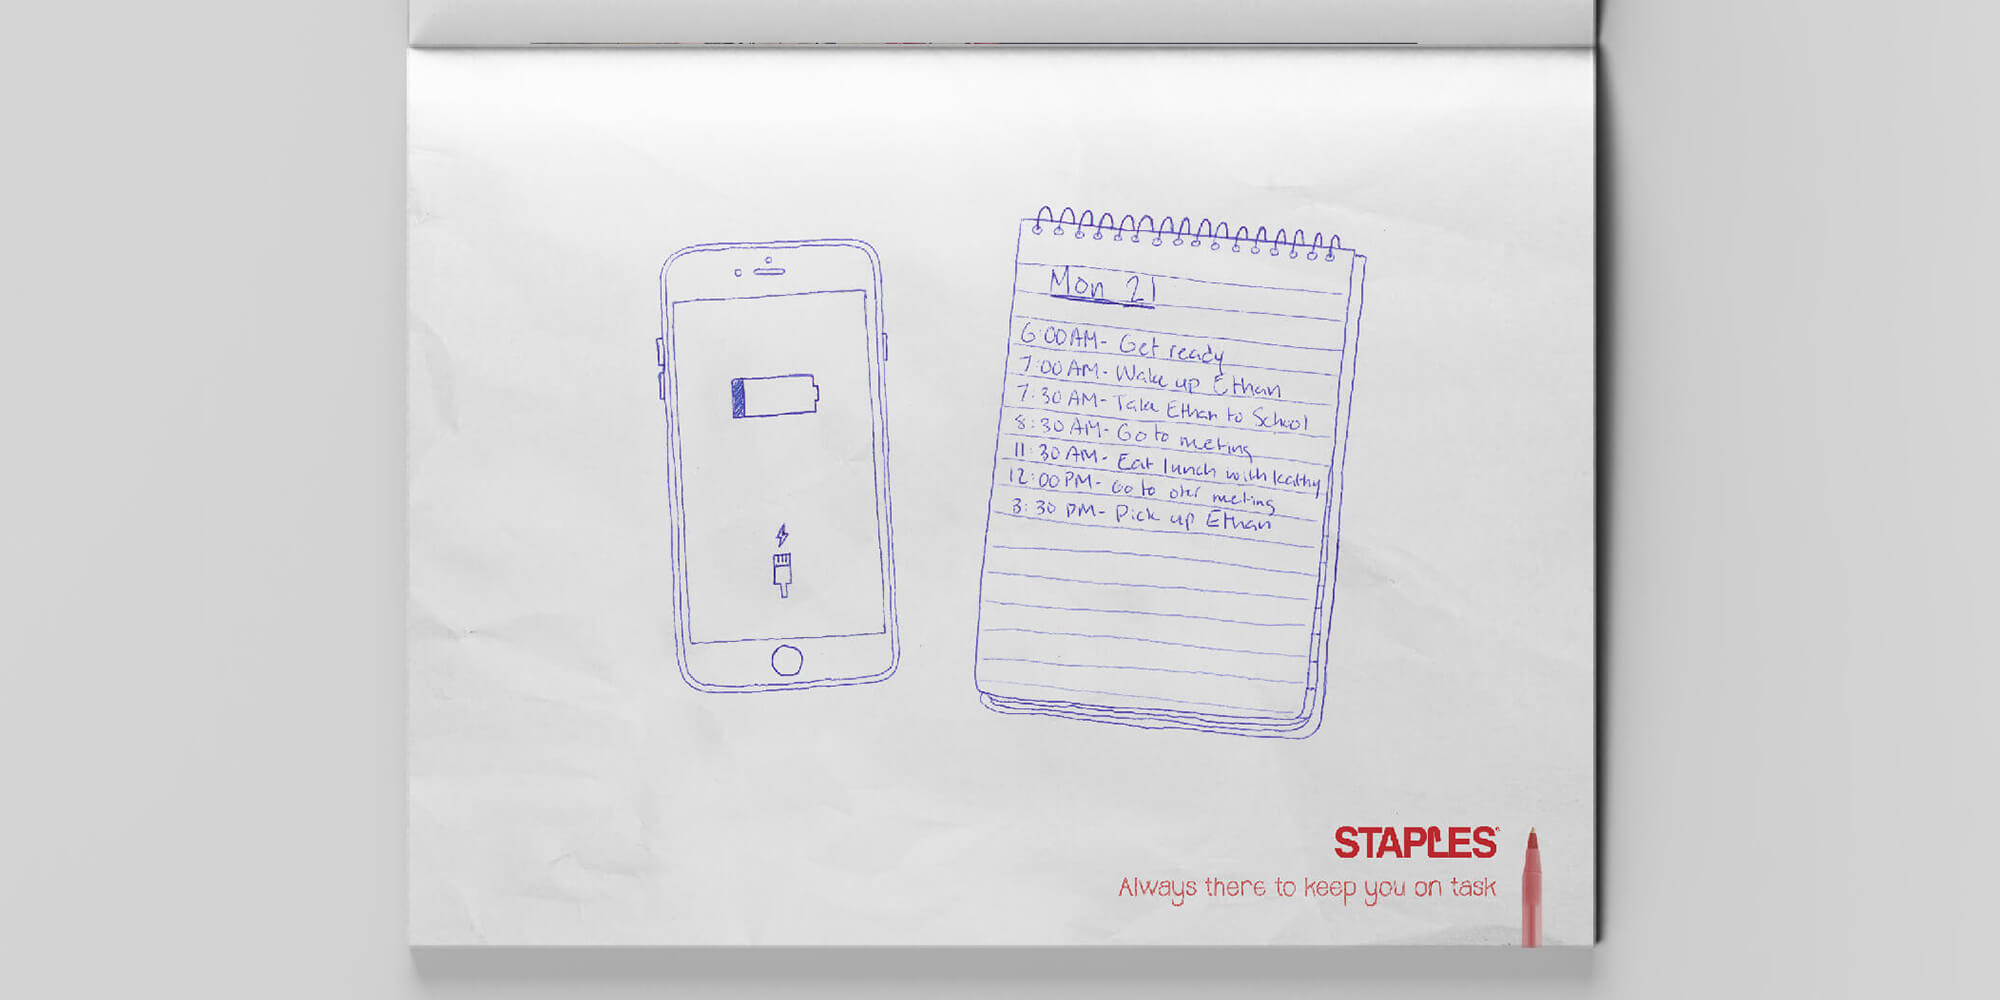 Mon 21
6:00 AM- Get ready
7:00 AM- Wake up Ethan
7:30 AM- Take Ethan to School
8:30 AM- Go to meting
11:30 AM- Eat lunch with kathy
12:00 PM- Go to oter meting
3:30 PM- Pick up Ethan
STAPLES
Always there to keep you on task